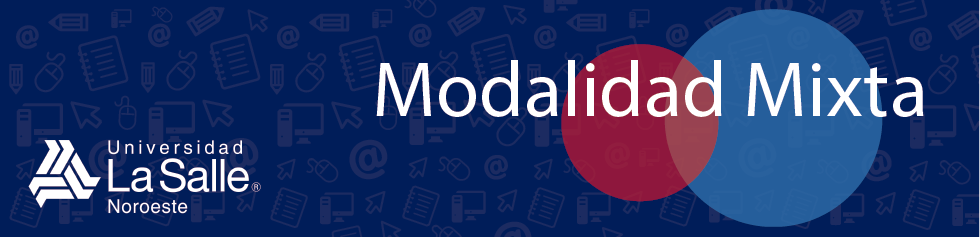 Modalidad Mixta
Universidad
La Salle®
Noroeste